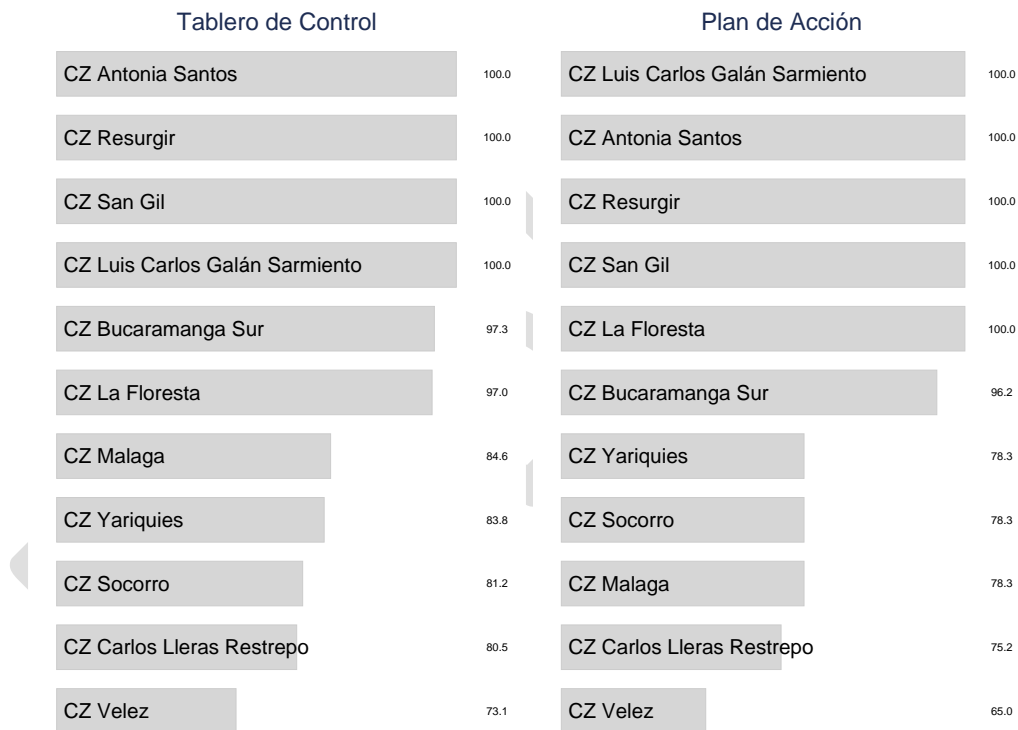 Tablero de Control
CZ Antonia Santos 100.0
CZ Resurgir 100.0
CZ San Gil 100.0
CZ Luis Carlos Galán Sarmiento 100.0
CZ Bucaramanga Sur 97.3
CZ La Floresta 97.0
CZ Malaga 84.6
CZ Yariquies 83.8
CZ Socorro 81.2
CZ Carlos Lleras Restrepo 80.5
CZ Velez 73.1
Plan de Acción
CZ Luis Carlos Galán Sarmiento 100.0
CZ Antonia Santos 100.0
CZ Resurgir 100.0
CZ San Gil 100.0
CZ La Floresta 100.0
CZ Bucaramanga Sur 96.2
CZ Yariquies 78.3
CZ Socorro 78.3
CZ Malaga 78.3
CZ Carlos Lleras Restrepo 75.2
CZ Velez 65.0